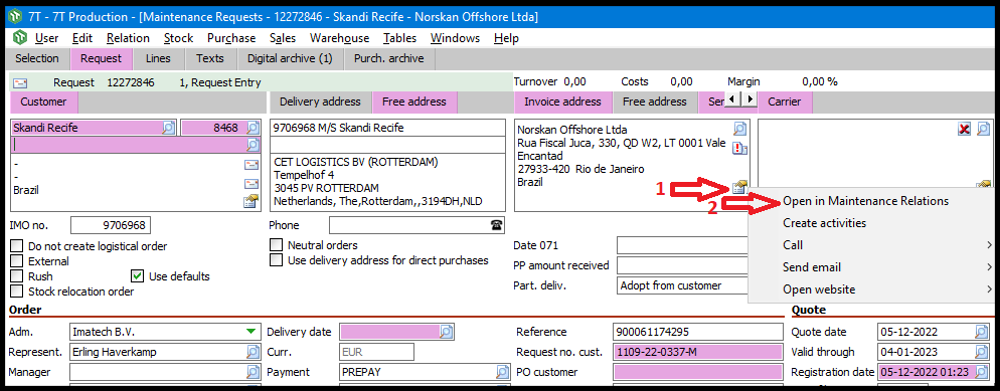 7T - 7T Production - [Maintenance Requests - 12272846 - Skandi Recife - Norskan Offshore Ltda]
User Edit Relation Stock Purchase Sales Warehouse Tables Windows Help
Selection Request Lines Texts Digital archive (1) Purch. archive
Request 12272846 1, Request Entry Turnover 0,00 Costs 0,00 Margin 0,00 %
Customer Delivery address Free address Invoice address Free address Ser Carrier
Skandi Recife 8468 9706968 M/S Skandi Recife Norskan Offshore Ltda
Rua Fiscal Juca, 330, QD W2, LT 0001 Vale
Encantad
- CET LOGISTICS BV (ROTTERDAM) 27933-420 Rio de Janeiro
- Tempelhof 4 Brazil
Brazil 3045 PV ROTTERDAM
Netherlands, The,Rotterdam,,3194DH,NLD
1
2
Open in Maintenance Relations
Create activities
Call
Send email
Open website
IMO no. 9706968 Phone
Do not create logistical order Neutral orders Date 071
External Use delivery address for direct purchases PP amount received
Rush Use defaults Part. deliv. Adopt from customer
Stock relocation order
Order Quote
Adm. Imatech B.V. Delivery date Reference 900061174295 Quote date 05-12-2022
Represent. Erling Haverkamp Curr. EUR Request no. cust. 1109-22-0337-M Valid through 04-01-2023
Manager Payment PREPAY PO customer Registration date 05-12-2022 01:23